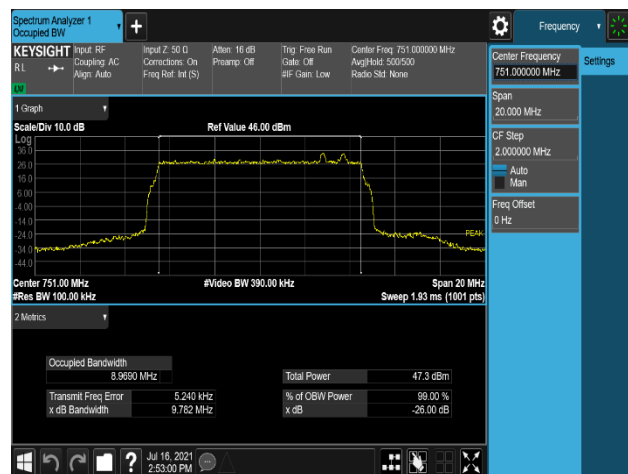 Spectrum Analyzer 1
Occupied BW
Frequency
KEYSIGHT
R L
Input: RF
Coupling: AC
Align: Auto
Input Z: 50 Ω
Corrections: On
Freq Ref: Int (S)
Atten: 16 dB
Preamp: Off
Trig: Free Run
Gate: Off
#IF Gain: Low
Center Freq: 751.000000 MHz
Avg|Hold: 500/500
Radio Std: None
Center Frequency
751.000000 MHz
Settings
Span
20.000 MHz
CF Step
2.000000 MHz
Auto
Man
Freq Offset
0 Hz
1 Graph
Scale/Div 10.0 dB
Ref Value 46.00 dBm
Log
36.0
26.0
16.0
6.00
-4.00
-14.0
-24.0
-34.0
-44.0
PEAK
Center 751.00 MHz
#Video BW 390.00 kHz
Span 20 MHz
#Res BW 100.00 kHz
Sweep 1.93 ms (1001 pts)
2 Metrics
Occupied Bandwidth
8.9690 MHz
Total Power 47.3 dBm
Transmit Freq Error 5.240 kHz
% of OBW Power 99.00 %
x dB Bandwidth 9.782 MHz
x dB -26.00 dB
Jul 16, 2021
2:53:00 PM